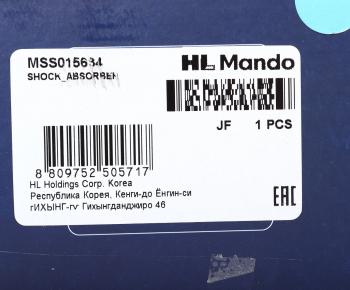 MSS015684
HL Mando
SHOCK_ABSORBER
JF 1 PCS
8 809752 505717
HL Holdings Corp. Korea
Республика Корея, Кенги-до Ёнгин-си
гИХЫНГ-гу Гихынгданджиро 46
EAC